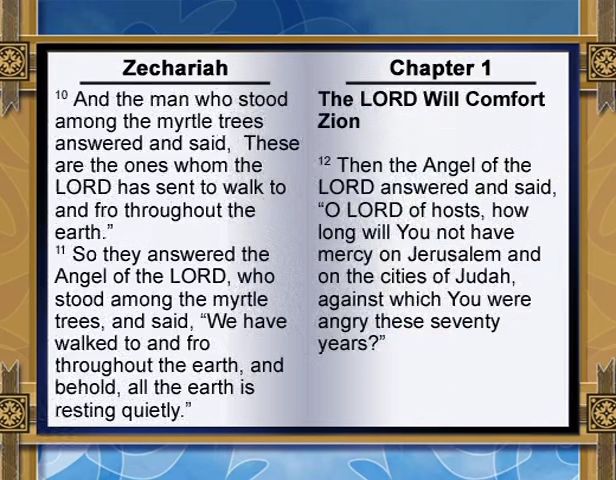 Zechariah
10 And the man who stood
among the myrtle trees
answered and said,  These
are the ones whom the
LORD has sent to walk to
and fro throughout the
earth.”
11 So they answered the
Angel of the LORD, who
stood among the myrtle
trees, and said, “We have
walked to and fro
throughout the earth, and
behold, all the earth is
resting quietly.”
Chapter 1
The LORD Will Comfort
Zion
12 Then the Angel of the
LORD answered and said,
“O LORD of hosts, how
long will You not have
mercy on Jerusalem and
on the cities of Judah,
against which You were
angry these seventy
years?”